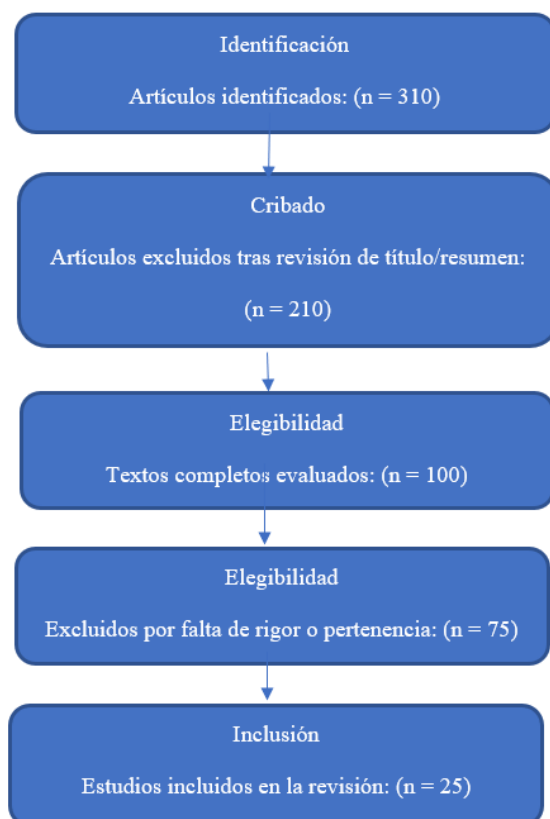 Identificación
Artículos identificados: (n = 310)
Cribado
Artículos excluidos tras revisión de título/resumen:
(n = 210)
Elegibilidad
Textos completos evaluados: (n = 100)
Elegibilidad
Excluidos por falta de rigor o pertenencia: (n = 75)
Inclusión
Estudios incluidos en la revisión: (n = 25)